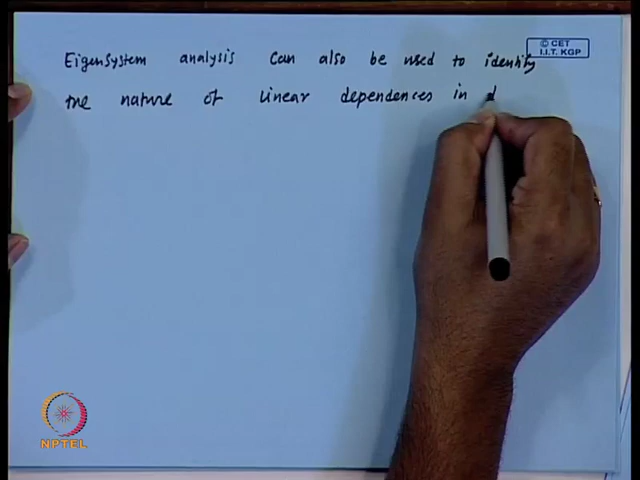 © CET
I.I.T. KGP
Eigensystem analysis can also be used to identify
the nature of linear dependences in d
NPTEL